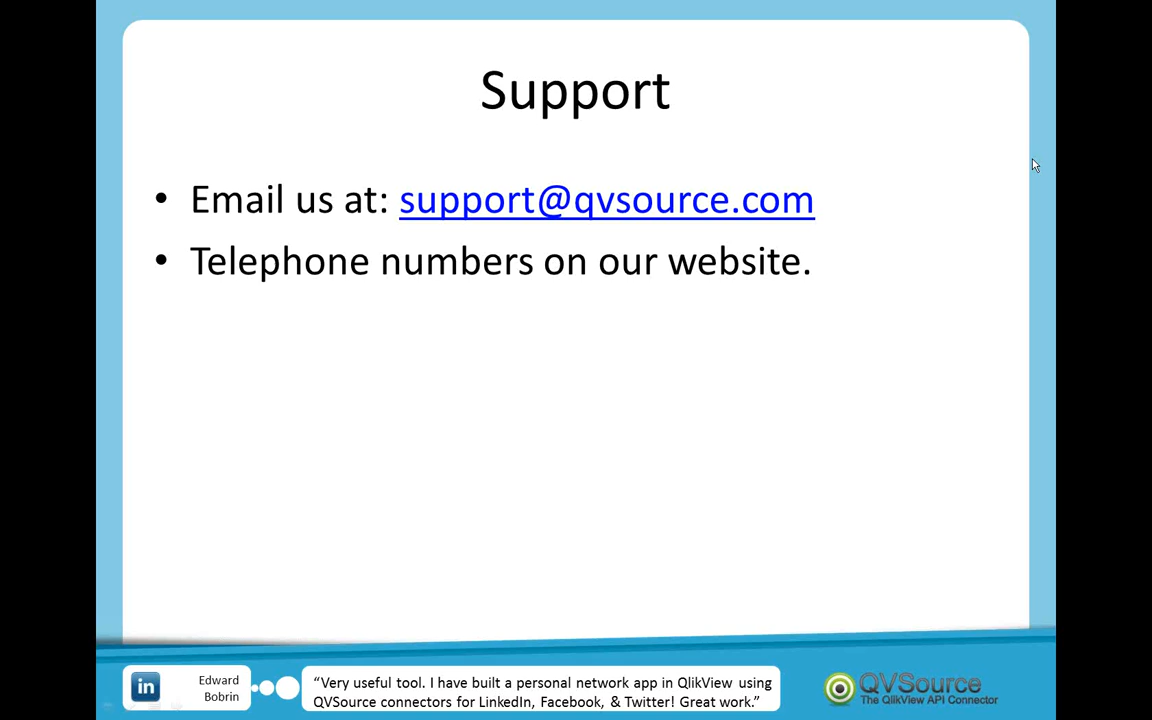 Support
• Email us at: support@qvsource.com
• Telephone numbers on our website.
in
Edward
Bobrin
“Very useful tool. I have built a personal network app in QlikView using
QVSource connectors for LinkedIn, Facebook, & Twitter! Great work.”
QVSource
The QlikView API Connector